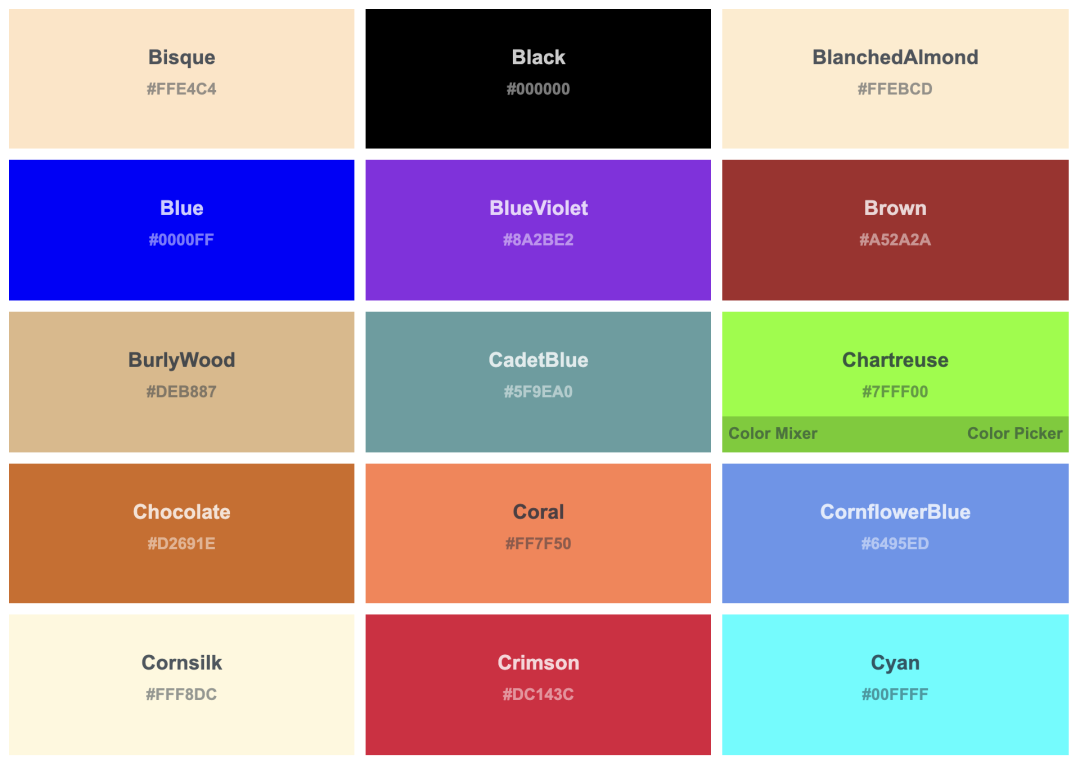 Bisque
#FFE4C4
Black
#000000
BlanchedAlmond
#FFEBCD
Blue
#0000FF
BlueViolet
#8A2BE2
Brown
#A52A2A
BurlyWood
#DEB887
CadetBlue
#5F9EA0
Chartreuse
#7FFF00
Color Mixer
Color Picker
Chocolate
#D2691E
Coral
#FF7F50
CornflowerBlue
#6495ED
Cornsilk
#FFF8DC
Crimson
#DC143C
Cyan
#00FFFF